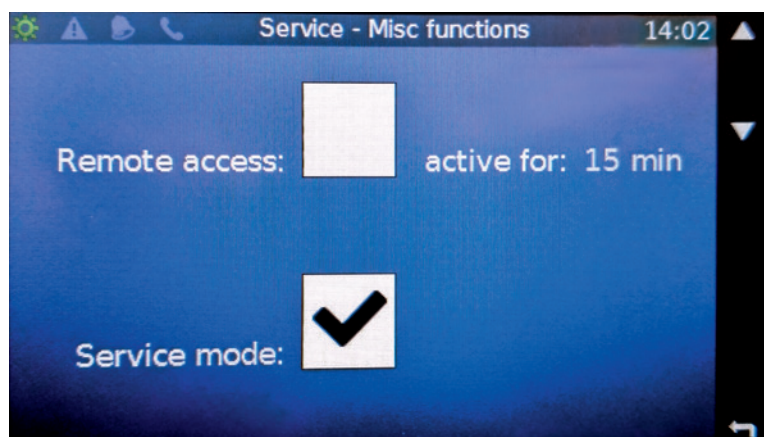 Service - Misc functions 14:02
Remote access: active for: 15 min
Service mode: